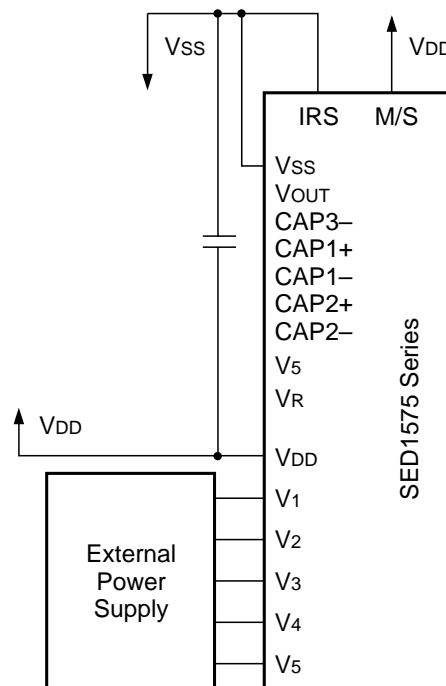 VSS
VDD
IRS M/S
VSS
VOUT
CAP3–
CAP1+
CAP1–
CAP2+
CAP2–
V5
VR
VDD
VDD
V1
V2
V3
V4
V5
External
Power
Supply
SED1575 Series